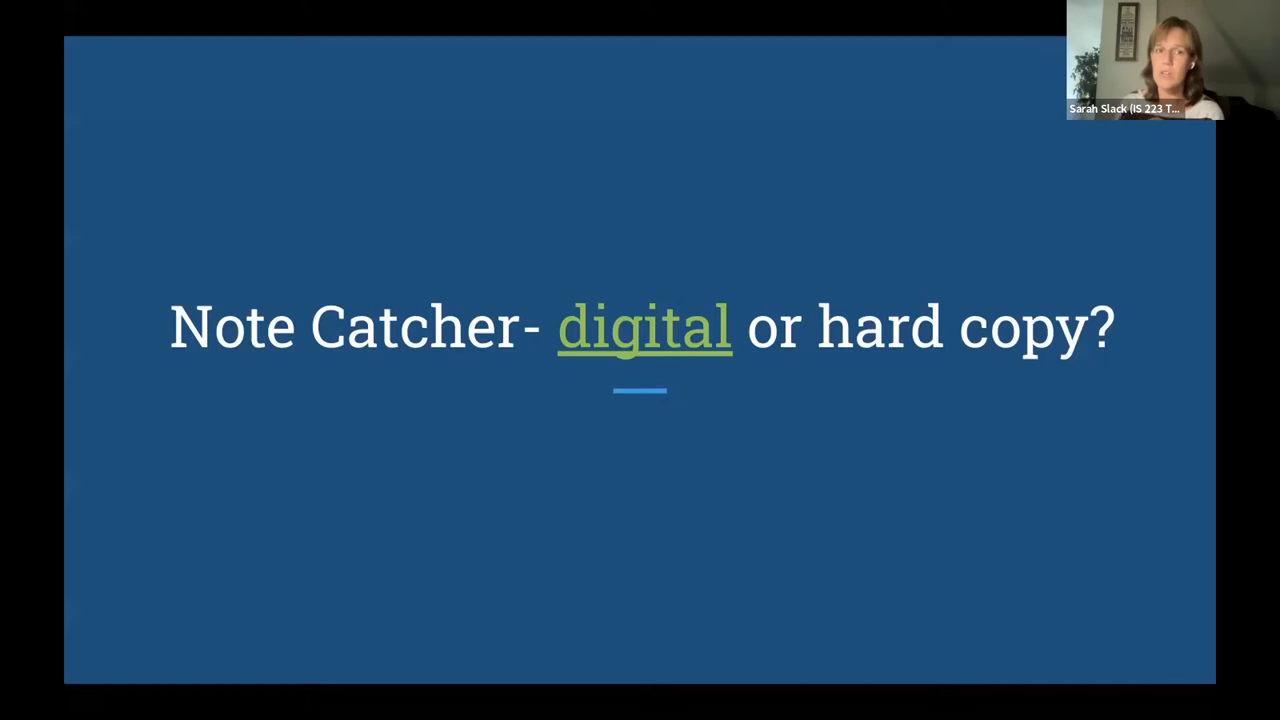 Sarah Slack (IS 223 T...
Note Catcher- digital or hard copy?